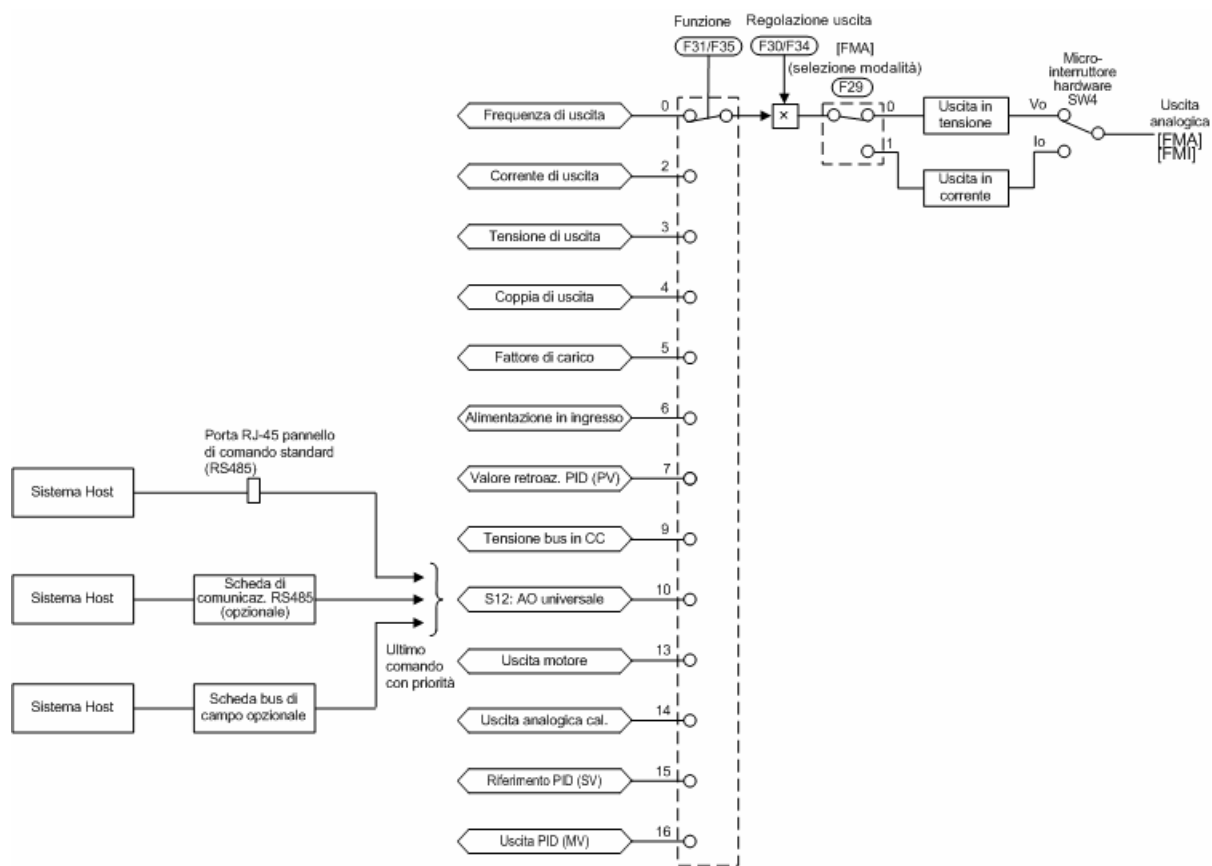 Funzione
Regolazione uscita
F31/F35
F30/F34
[FMA]
(selezione modalità)
F29
Micro-
interruttore
hardware
SW4
Frequenza di uscita
0
×
0
Uscita in
tensione
Vo
Uscita
analogica
[FMA]
[FMI]
1
Uscita in
corrente
Io
Corrente di uscita
2
Tensione di uscita
3
Coppia di uscita
4
Fattore di carico
5
Alimentazione in ingresso
6
Porta RJ-45 pannello
di comando standard
(RS485)
Valore retroaz. PID (PV)
7
Sistema Host
Tensione bus in CC
9
Sistema Host
Scheda di
comunicaz. RS485
(opzionale)
S12: AO universale
10
Ultimo
comando
con priorità
Uscita motore
13
Sistema Host
Scheda bus di
campo opzionale
Uscita analogica cal.
14
Riferimento PID (SV)
15
Uscita PID (MV)
16